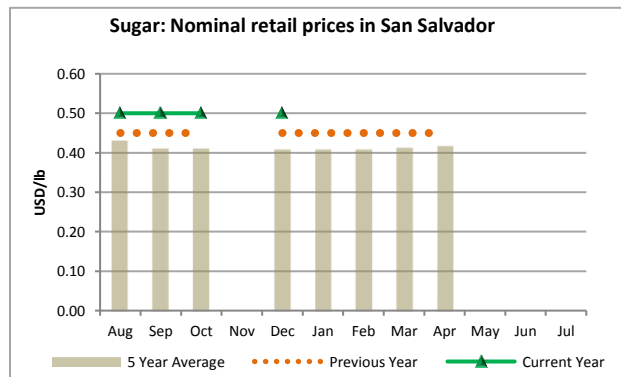 Sugar: Nominal retail prices in San Salvador
0.60
0.50
0.40
0.30
0.20
0.10
0.00
USD/lb
Aug Sep Oct Nov Dec Jan Feb Mar Apr May Jun Jul
5 Year Average Previous Year Current Year